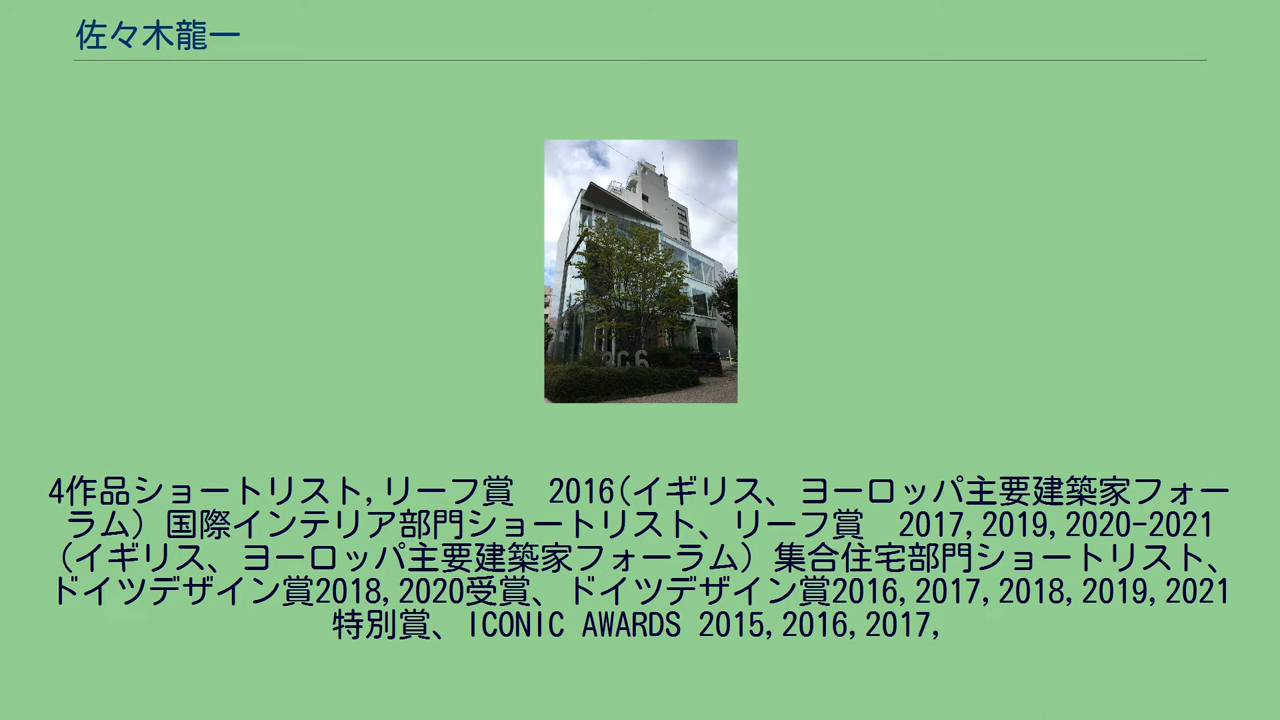 佐々木龍一
4作品ショートリスト,リーフ賞　2016(イギリス、ヨーロッパ主要建築家フォー
ラム）国際インテリア部門ショートリスト、リーフ賞　2017,2019,2020-2021
（イギリス、ヨーロッパ主要建築家フォーラム）集合住宅部門ショートリスト、
ドイツデザイン賞2018,2020受賞、ドイツデザイン賞2016,2017,2018,2019,2021
特別賞、ICONIC AWARDS 2015,2016,2017,